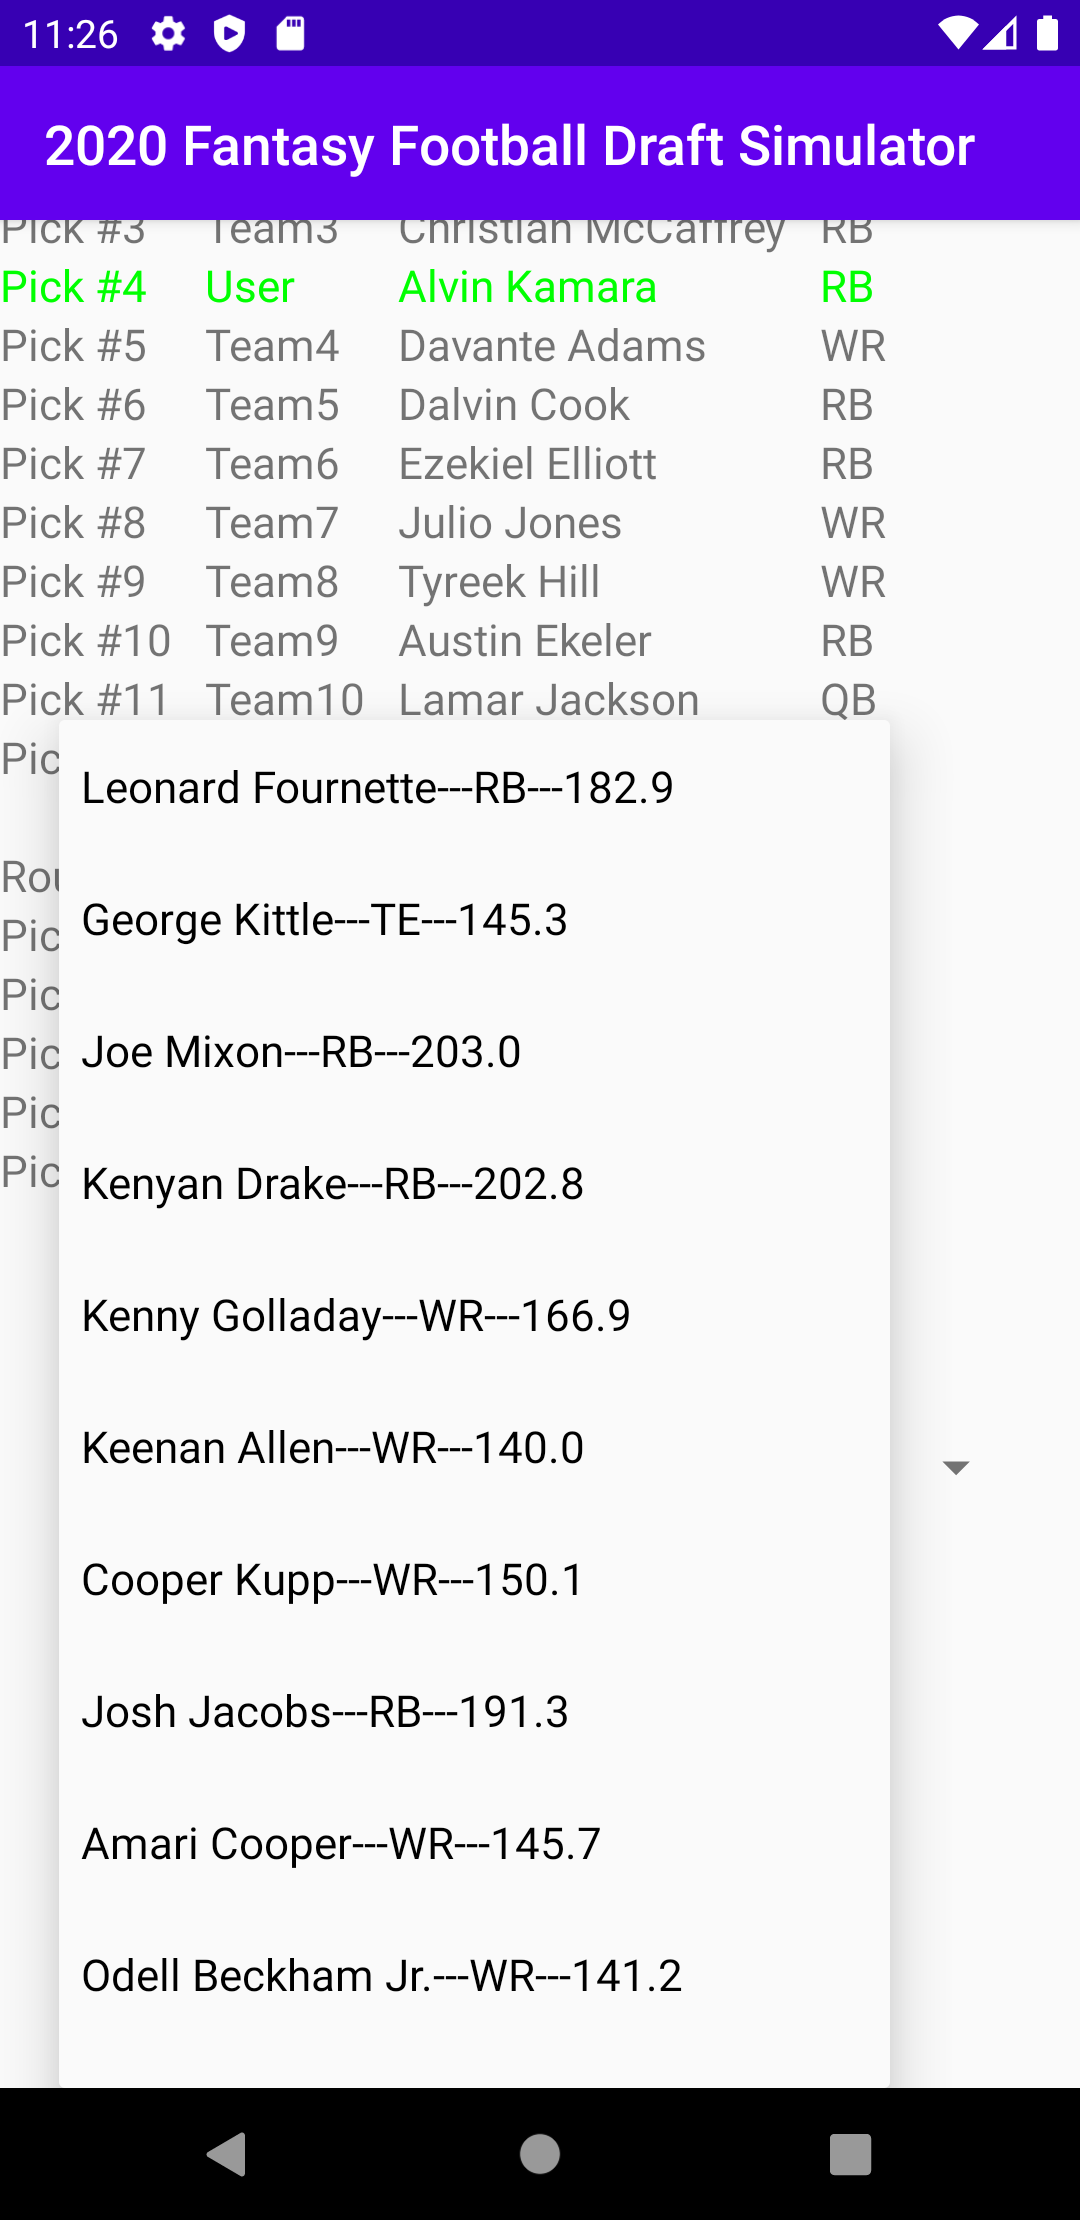 11:26
2020 Fantasy Football Draft Simulator
Pick #3 Team3 Christian McCaffrey RB
Pick #4 User Alvin Kamara RB
Pick #5 Team4 Davante Adams WR
Pick #6 Team5 Dalvin Cook RB
Pick #7 Team6 Ezekiel Elliott RB
Pick #8 Team7 Julio Jones WR
Pick #9 Team8 Tyreek Hill WR
Pick #10 Team9 Austin Ekeler RB
Pick #11 Team10 Lamar Jackson QB
Pic
Leonard Fournette---RB---182.9
Rou
George Kittle---TE---145.3
Pic
Pic
Joe Mixon---RB---203.0
Pic
Pic
Pic
Kenyan Drake---RB---202.8
Kenny Golladay---WR---166.9
Keenan Allen---WR---140.0
Cooper Kupp---WR---150.1
Josh Jacobs---RB---191.3
Amari Cooper---WR---145.7
Odell Beckham Jr.---WR---141.2